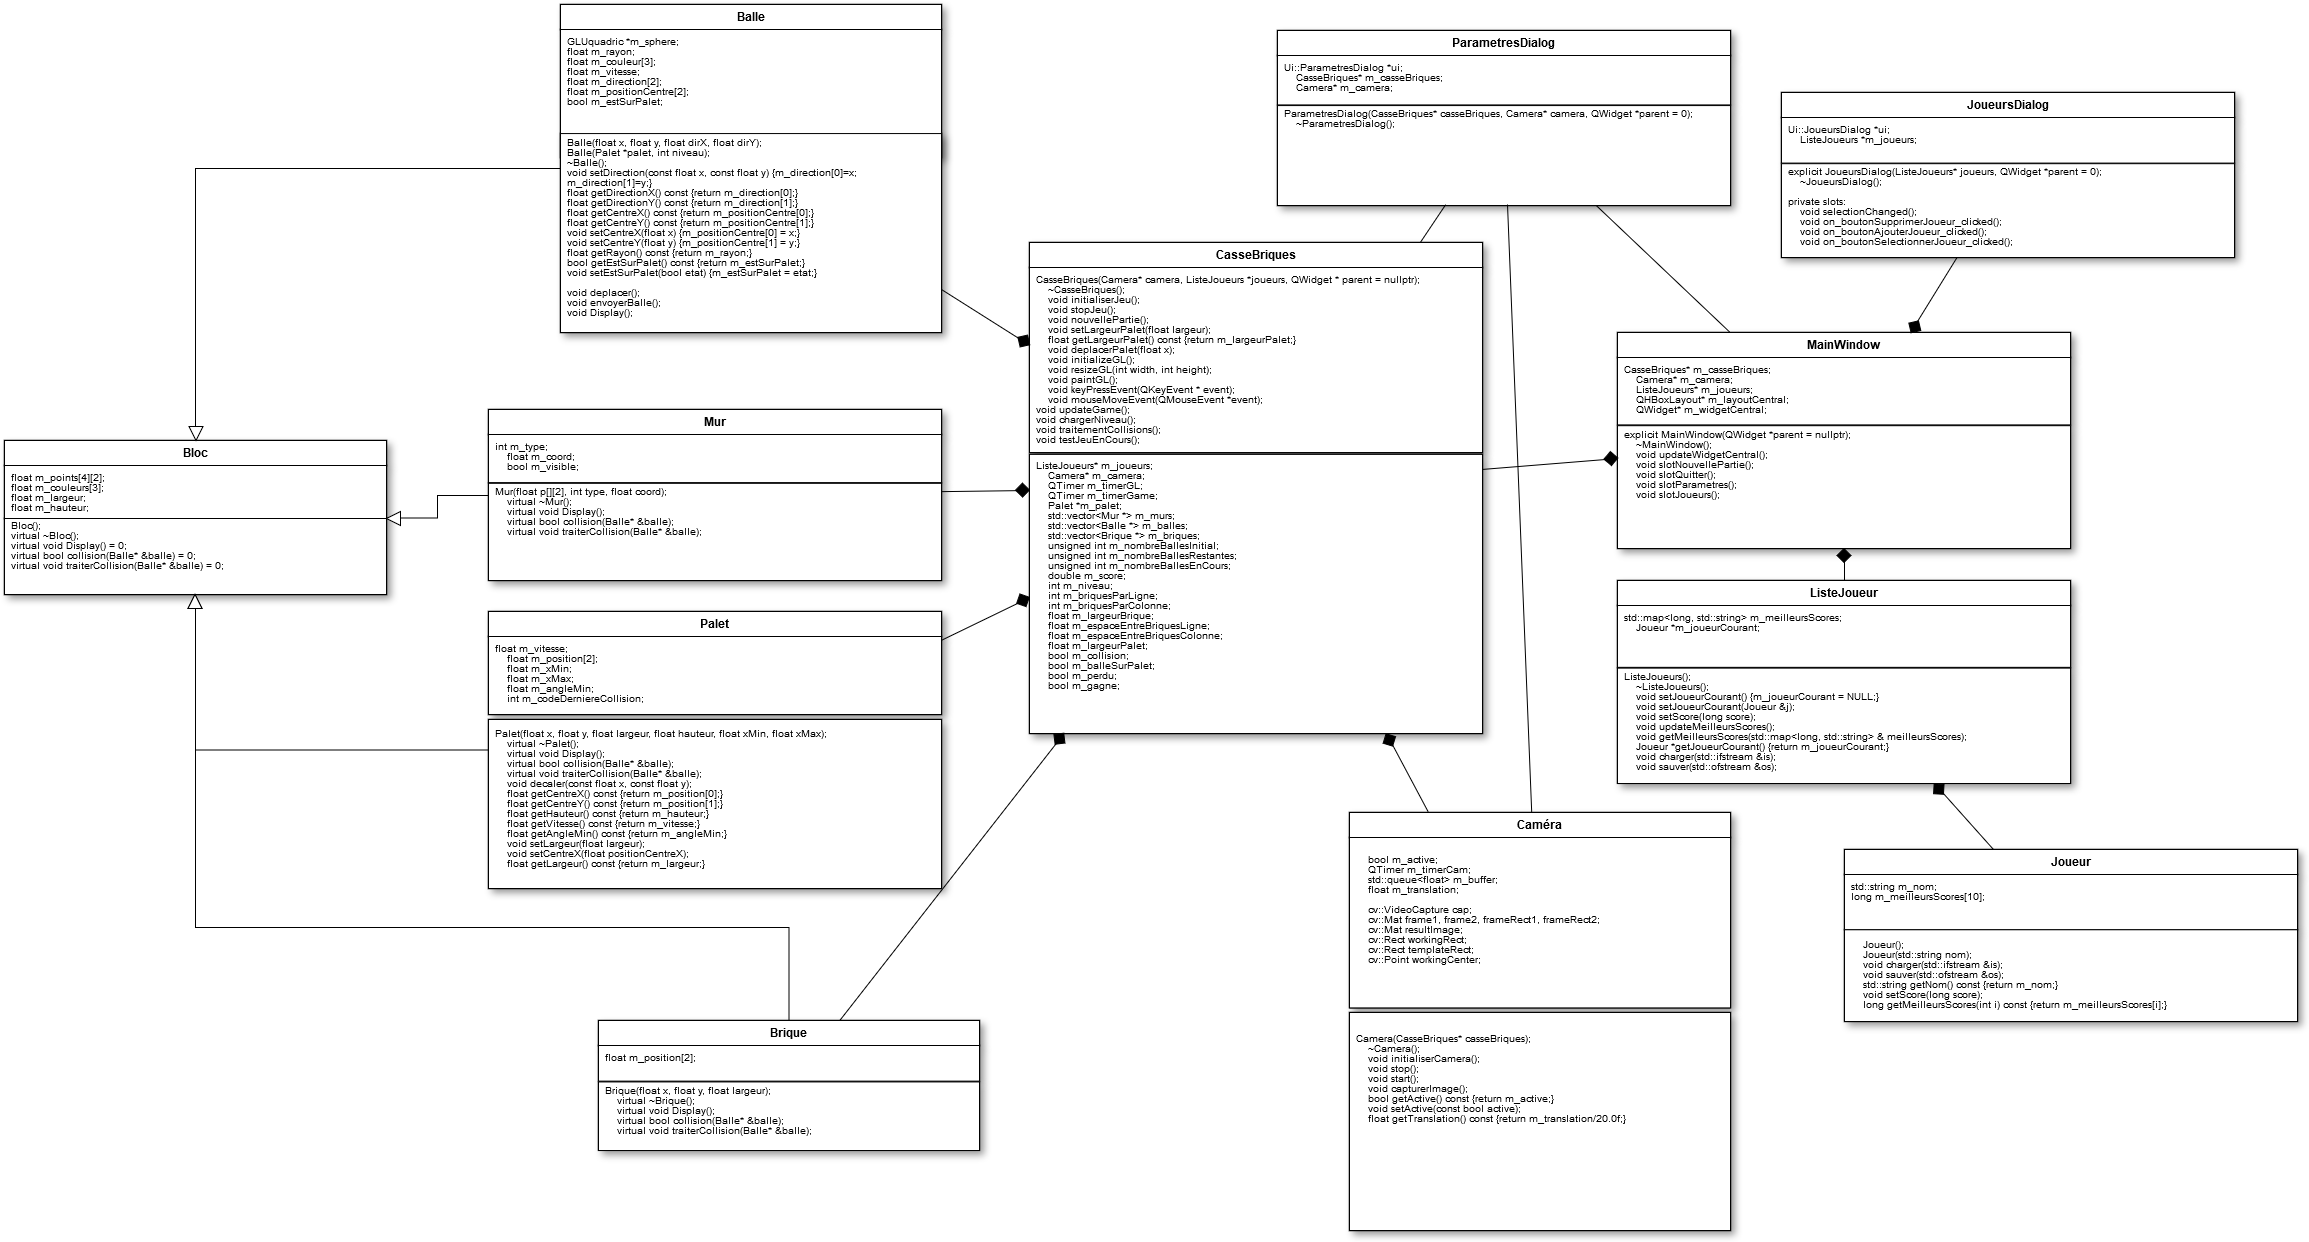 Balle
GLUquadric *m_sphere;
float m_rayon;
float m_couleur[3];
float m_vitesse;
float m_direction[2];
float m_positionCentre[2];
bool m_estSurPalet;
Balle(float x, float y, float dirX, float dirY);
Balle(Palet *palet, int niveau);
~Balle();
void setDirection(const float x, const float y) {m_direction[0]=x;
m_direction[1]=y;}
float getDirectionX() const {return m_direction[0];}
float getDirectionY() const {return m_direction[1];}
float getCentreX() const {return m_positionCentre[0];}
float getCentreY() const {return m_positionCentre[1];}
void setCentreX(float x) {m_positionCentre[0] = x;}
void setCentreY(float y) {m_positionCentre[1] = y;}
float getRayon() const {return m_rayon;}
bool getEstSurPalet() const {return m_estSurPalet;}
void setEstSurPalet(bool etat) {m_estSurPalet = etat;}
void deplacer();
void envoyerBalle();
void Display();
ParametresDialog
Ui::ParametresDialog *ui;
CasseBriques* m_casseBriques;
Camera* m_camera;
ParametresDialog(CasseBriques* casseBriques, Camera* camera, QWidget *parent = 0);
~ParametresDialog();
JoueursDialog
Ui::JoueursDialog *ui;
ListeJoueurs *m_joueurs;
explicit JoueursDialog(ListeJoueurs* joueurs, QWidget *parent = 0);
~JoueursDialog();
private slots:
void selectionChanged();
void on_boutonSupprimerJoueur_clicked();
void on_boutonAjouterJoueur_clicked();
void on_boutonSelectionnerJoueur_clicked();
CasseBriques
CasseBriques(Camera* camera, ListeJoueurs *joueurs, QWidget * parent = nullptr);
~CasseBriques();
void initialiserJeu();
void stopJeu();
void nouvellePartie();
void setLargeurPalet(float largeur);
float getLargeurPalet() const {return m_largeurPalet;}
void deplacerPalet(float x);
void initializeGL();
void resizeGL(int width, int height);
void paintGL();
void keyPressEvent(QKeyEvent * event);
void mouseMoveEvent(QMouseEvent *event);
void updateGame();
void chargerNiveau();
void traitementCollisions();
void testJeuEnCours();
ListeJoueurs* m_joueurs;
Camera* m_camera;
QTimer m_timerGL;
QTimer m_timerGame;
Palet *m_palet;
std::vector<Mur *> m_murs;
std::vector<Balle *> m_balles;
std::vector<Brique *> m_briques;
unsigned int m_nombreBallesInitial;
unsigned int m_nombreBallesRestantes;
unsigned int m_nombreBallesEnCours;
double m_score;
int m_niveau;
int m_briquesParLigne;
int m_briquesParColonne;
float m_largeurBrique;
float m_espaceEntreBriquesLigne;
float m_espaceEntreBriquesColonne;
float m_largeurPalet;
bool m_collision;
bool m_balleSurPalet;
bool m_perdu;
bool m_gagne;
MainWindow
CasseBriques* m_casseBriques;
Camera* m_camera;
ListeJoueurs* m_joueurs;
QHBoxLayout* m_layoutCentral;
QWidget* m_widgetCentral;
explicit MainWindow(QWidget *parent = nullptr);
~MainWindow();
void updateWidgetCentral();
void slotNouvellePartie();
void slotQuitter();
void slotParametres();
void slotJoueurs();
Mur
int m_type;
float m_coord;
bool m_visible;
Mur(float p[][2], int type, float coord);
virtual ~Mur();
virtual void Display();
virtual bool collision(Balle* &balle);
virtual void traiterCollision(Balle* &balle);
Bloc
float m_points[4][2];
float m_couleurs[3];
float m_largeur;
float m_hauteur;
Bloc();
virtual ~Bloc();
virtual void Display() = 0;
virtual bool collision(Balle* &balle) = 0;
virtual void traiterCollision(Balle* &balle) = 0;
Palet
float m_vitesse;
float m_position[2];
float m_xMin;
float m_xMax;
float m_angleMin;
int m_codeDerniereCollision;
Palet(float x, float y, float largeur, float hauteur, float xMin, float xMax);
virtual ~Palet();
virtual void Display();
virtual bool collision(Balle* &balle);
virtual void traiterCollision(Balle* &balle);
void decaler(const float x, const float y);
float getCentreX() const {return m_position[0];}
float getCentreY() const {return m_position[1];}
float getHauteur() const {return m_hauteur;}
float getVitesse() const {return m_vitesse;}
float getAngleMin() const {return m_angleMin;}
void setLargeur(float largeur);
void setCentreX(float positionCentreX);
float getLargeur() const {return m_largeur;}
ListeJoueur
std::map<long, std::string> m_meilleursScores;
Joueur *m_joueurCourant;
ListeJoueurs();
~ListeJoueurs();
void setJoueurCourant() {m_joueurCourant = NULL;}
void setJoueurCourant(Joueur &j);
void setScore(long score);
void updateMeilleursScores();
void getMeilleursScores(std::map<long, std::string> & meilleursScores);
Joueur *getJoueurCourant() {return m_joueurCourant;}
void charger(std::ifstream &is);
void sauver(std::ofstream &os);
Caméra
bool m_active;
QTimer m_timerCam;
std::queue<float> m_buffer;
float m_translation;
cv::VideoCapture cap;
cv::Mat frame1, frame2, frameRect1, frameRect2;
cv::Mat resultImage;
cv::Rect workingRect;
cv::Rect templateRect;
cv::Point workingCenter;
Camera(CasseBriques* casseBriques);
~Camera();
void initialiserCamera();
void stop();
void start();
void capturerImage();
bool getActive() const {return m_active;}
void setActive(const bool active);
float getTranslation() const {return m_translation/20.0f;}
Joueur
std::string m_nom;
long m_meilleursScores[10];
Joueur();
Joueur(std::string nom);
void charger(std::ifstream &is);
void sauver(std::ofstream &os);
std::string getNom() const {return m_nom;}
void setScore(long score);
long getMeilleursScores(int i) const {return m_meilleursScores[i];}
Brique
float m_position[2];
Brique(float x, float y, float largeur);
virtual ~Brique();
virtual void Display();
virtual bool collision(Balle* &balle);
virtual void traiterCollision(Balle* &balle);